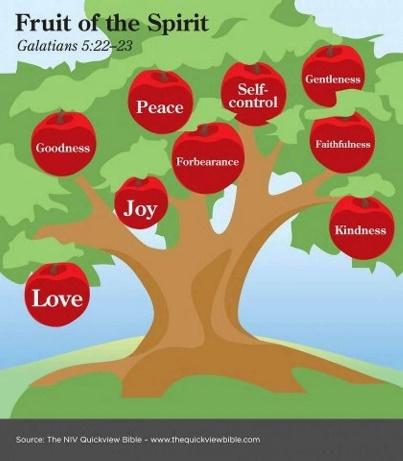 Fruit of the Spirit
Galatians 5:22–23
Gentleness
Self-
control
Peace
Faithfulness
Goodness
Forbearance
Joy
Kindness
Love
Source: The NIV Quickview Bible – www.thequickviewbible.com